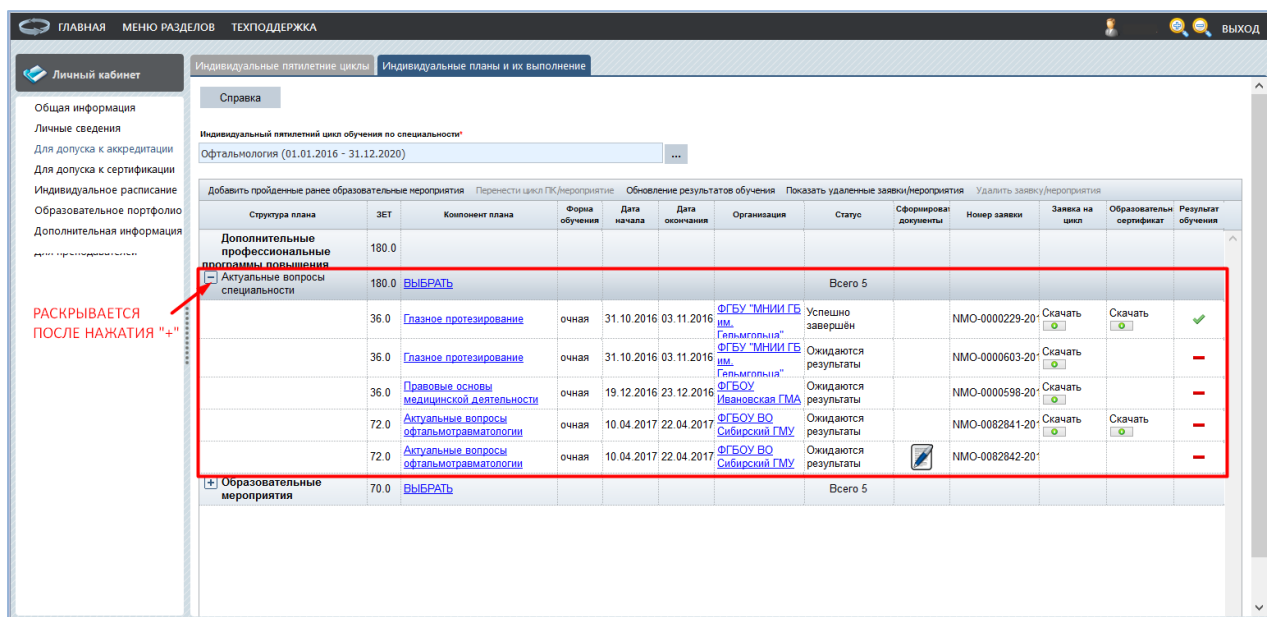 ГЛАВНАЯ МЕНЮ РАЗДЕЛОВ ТЕХПОДДЕРЖКА ВЫХОД
Личный кабинет
Общая информация
Личные сведения
Для допуска к аккредитации
Для допуска к сертификации
Индивидуальное расписание
Образовательное портфолио
Дополнительная информация
РАСКРЫВАЕТСЯ
ПОСЛЕ НАЖАТИЯ "+"
Индивидуальные пятилетние циклы Индивидуальные планы и их выполнение
Справка
Индивидуальный пятилетний цикл обучения по специальности*
Офтальмология (01.01.2016 - 31.12.2020) ...
Добавить пройденные ранее образовательные мероприятия Перенести цикл ПК/мероприятие Обновление результатов обучения Показать удаленные заявки/мероприятия Удалить заявку/мероприятия
Структура плана ЗЕТ Компонент плана Форма обучения Дата начала Дата окончания Организация Статус Сформироват документы Номер заявки Заявка на цикл Образовательн сертификат Результат обучения
Дополнительные
профессиональные 180.0
программы повышения
Актуальные вопросы
специальности 180.0 ВЫБРАТЬ Всего 5
36.0 Глазное протезирование очная 31.10.2016 03.11.2016 ФГБУ "МНИИ ГБ им. Гельмгольца" Успешно завершён NMO-0000229-201 Скачать Скачать
36.0 Глазное протезирование очная 31.10.2016 03.11.2016 ФГБУ "МНИИ ГБ им. Гельмгольца" Ожидаются результаты NMO-0000603-201 Скачать
36.0 Правовые основы медицинской деятельности очная 19.12.2016 23.12.2016 ФГБОУ Ивановская ГМА Ожидаются результаты NMO-0000598-201 Скачать
72.0 Актуальные вопросы офтальмотравматологии очная 10.04.2017 22.04.2017 ФГБОУ ВО Сибирский ГМУ Ожидаются результаты NMO-0082841-201 Скачать Скачать
72.0 Актуальные вопросы офтальмотравматологии очная 10.04.2017 22.04.2017 ФГБОУ ВО Сибирский ГМУ Ожидаются результаты NMO-0082842-201
Образовательные
мероприятия 70.0 ВЫБРАТЬ Всего 5